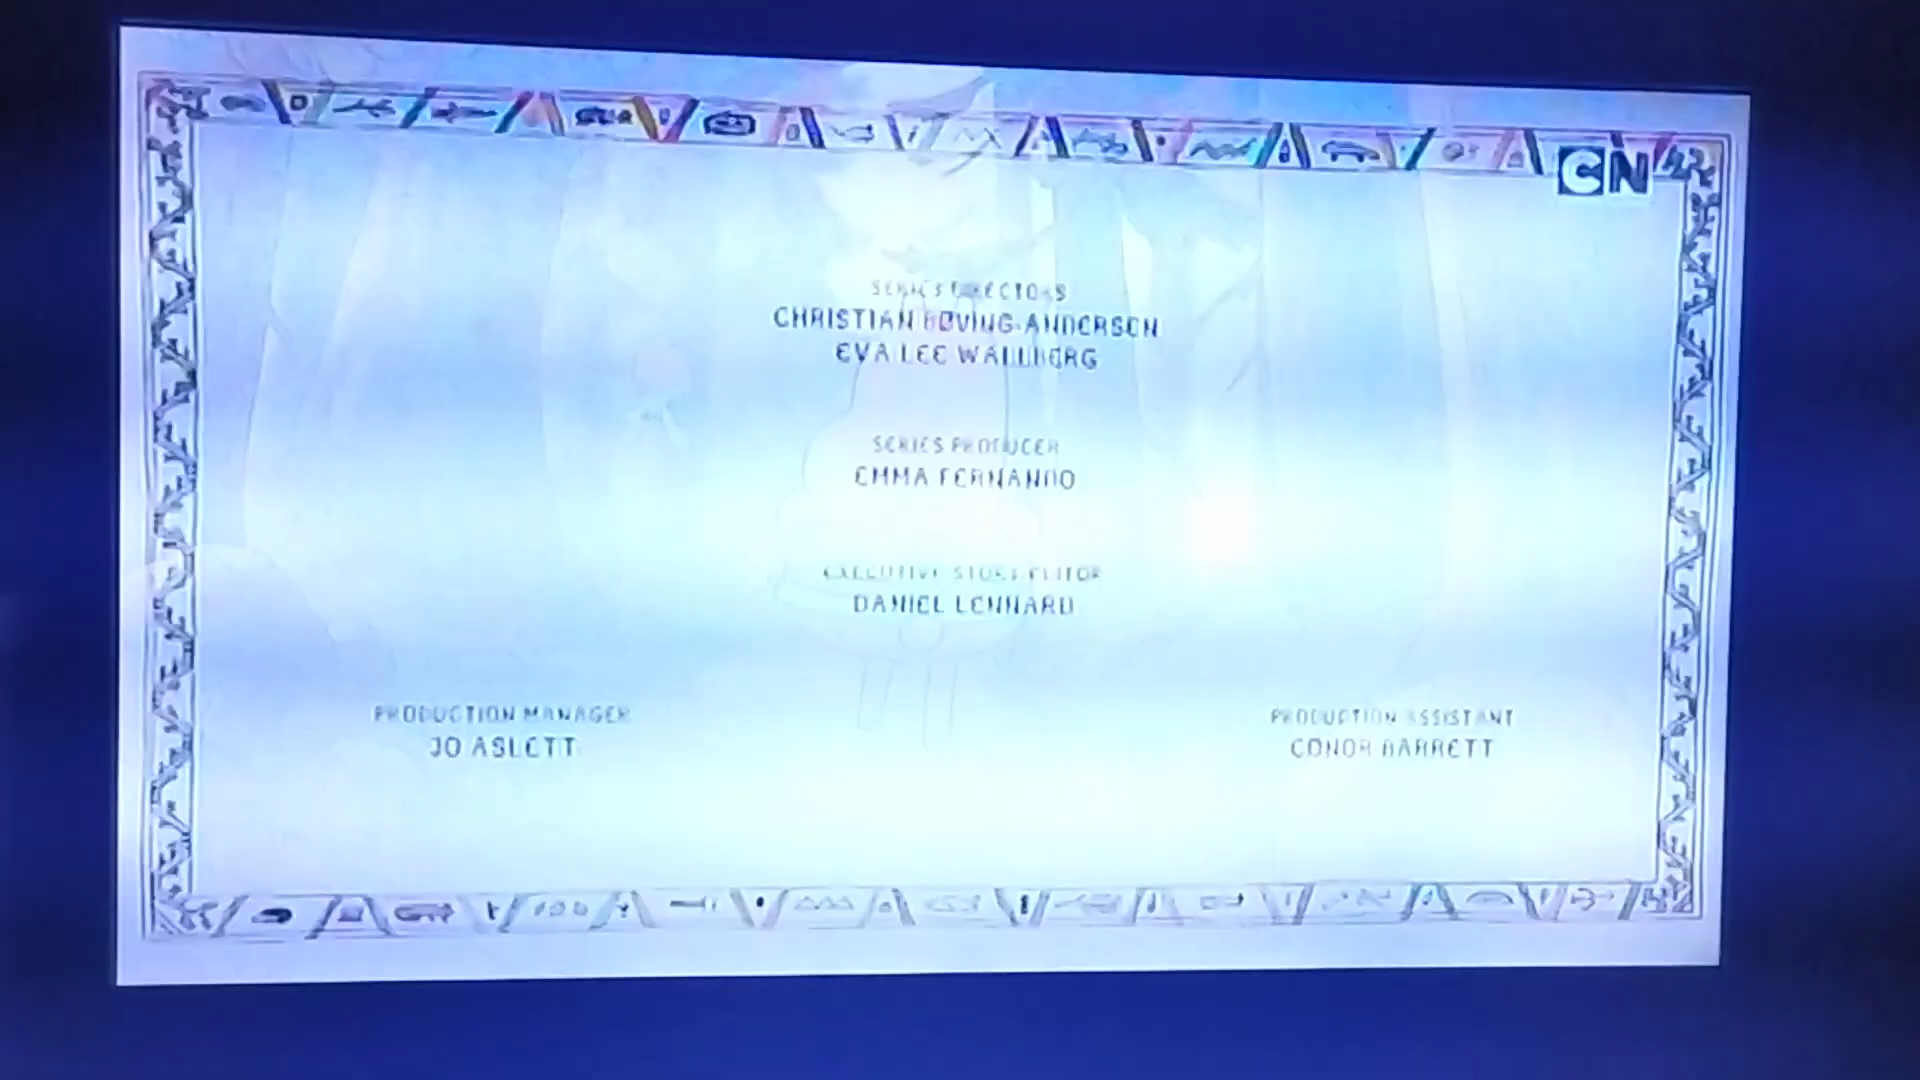 CN
SERIES DIRECTORS
CHRISTIAN BØVING-ANDERSEN
EVA LEE WALLBERG
SERIES PRODUCER
EMMA FERNANDO
EXECUTIVE STORY EDITOR
DANIEL LENNARD
PRODUCTION MANAGER
JO ASLETT
PRODUCTION ASSISTANT
CONOR BARRETT